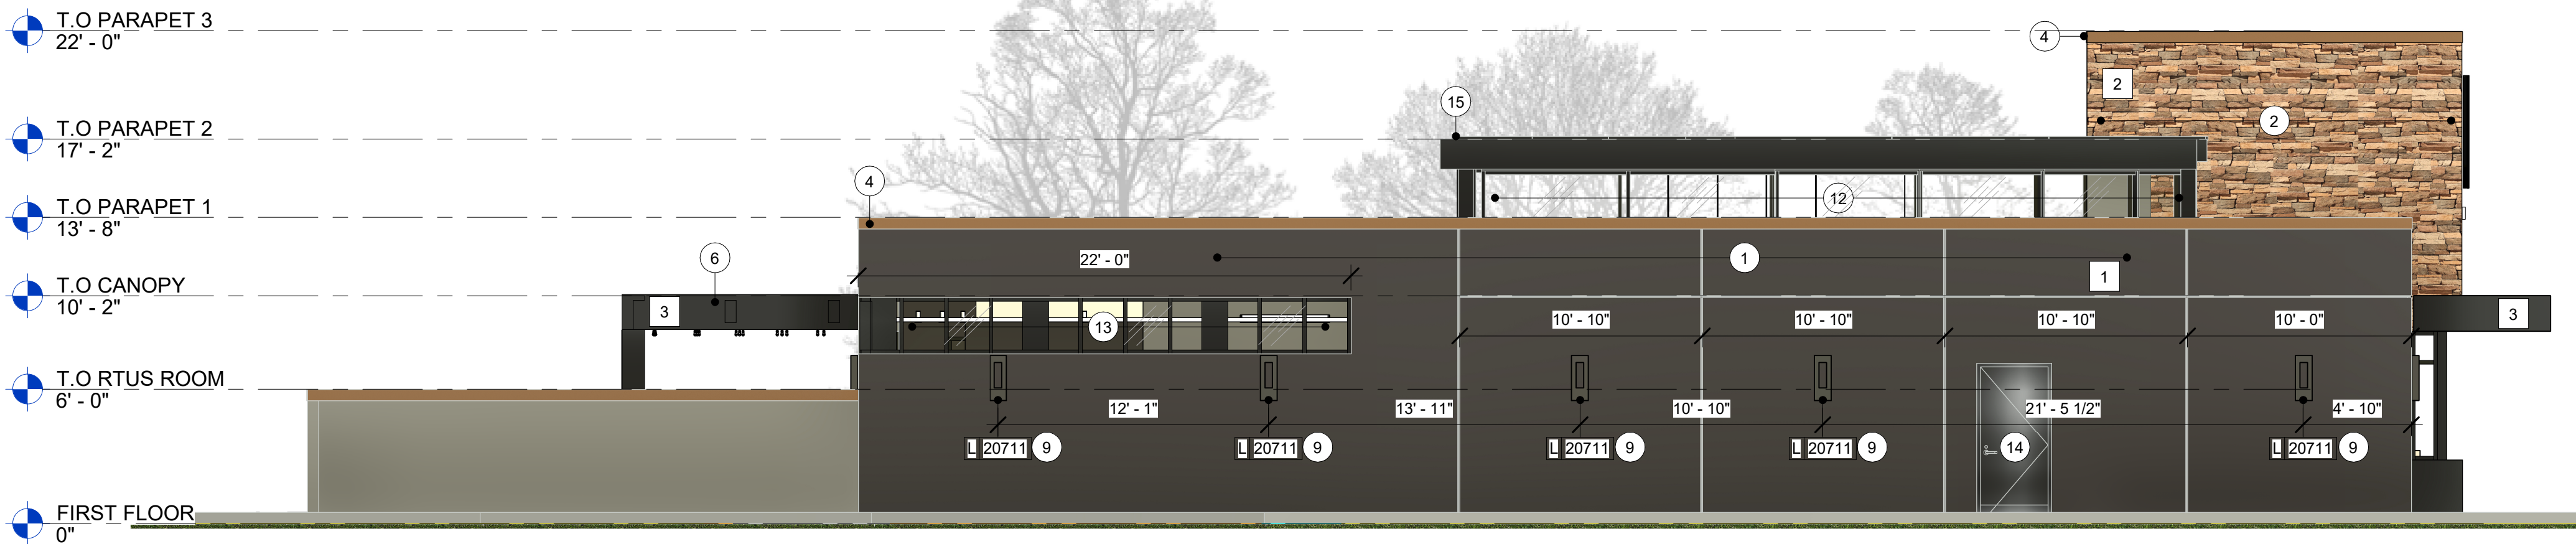 T.O PARAPET 3
22' - 0"
4
2
15
T.O PARAPET 2
17' - 2"
2
4
12
T.O PARAPET 1
13' - 8"
6
22' - 0"
1
1
T.O CANOPY
10' - 2"
3
13
10' - 10"
10' - 10"
10' - 10"
10' - 0"
3
T.O RTUS ROOM
6' - 0"
12' - 1"
13' - 11"
10' - 10"
21' - 5 1/2"
4' - 10"
L 20711 9
L 20711 9
L 20711 9
L 20711 9
14
L 20711 9
FIRST FLOOR
0"